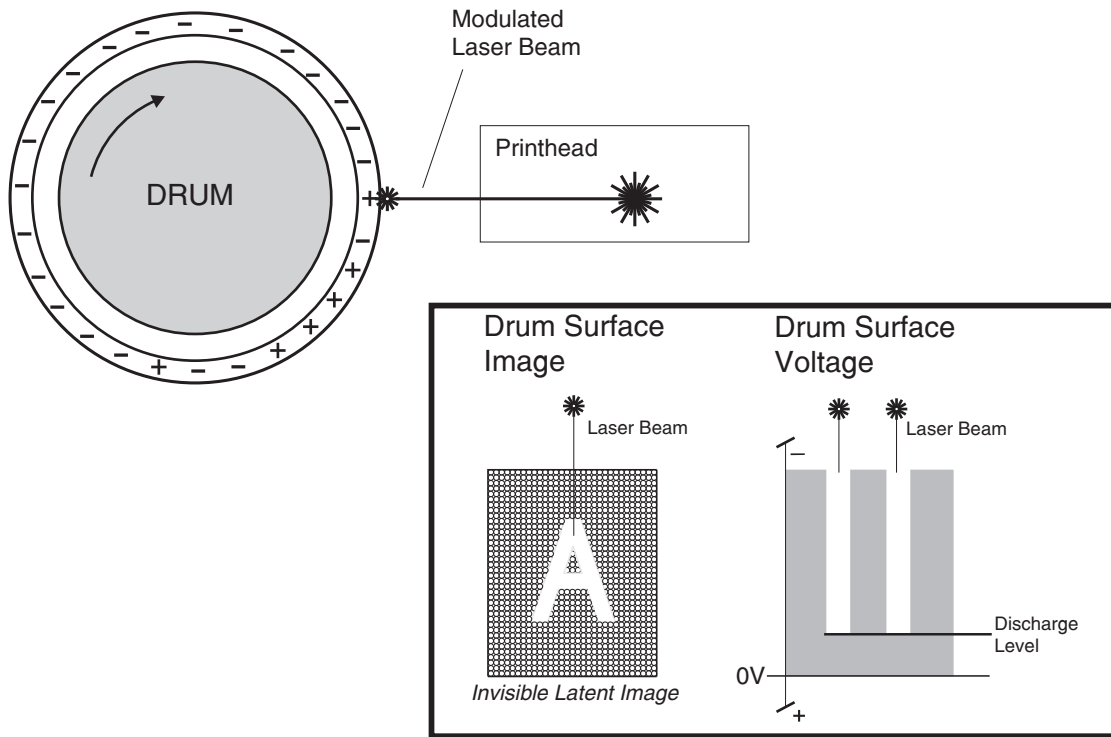 Modulated
Laser Beam
Printhead
DRUM
Drum Surface
Image
Laser Beam
Invisible Latent Image
Drum Surface
Voltage
Laser Beam
–
Discharge
Level
0V
+